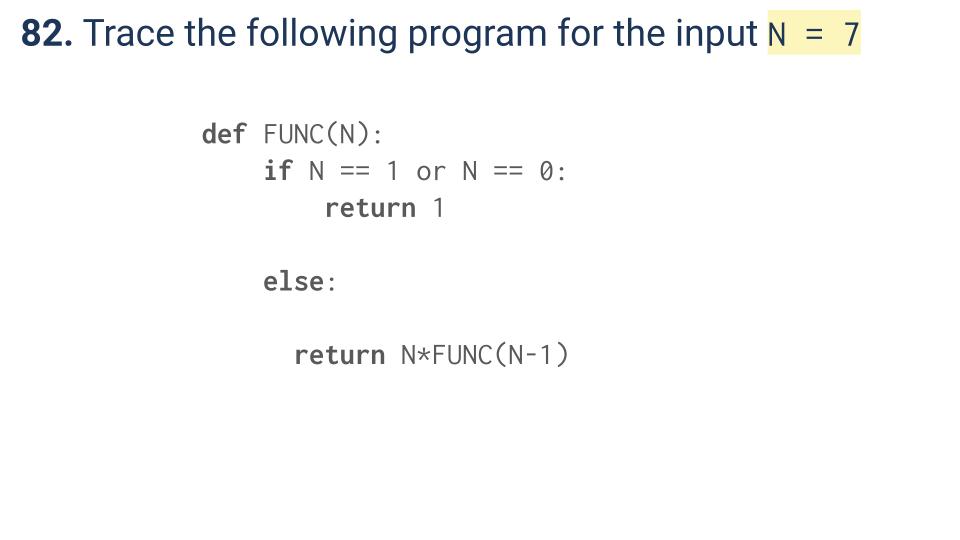 82. Trace the following program for the input N = 7
def FUNC(N):
    if N == 1 or N == 0:
        return 1
    else:
      return N*FUNC(N-1)